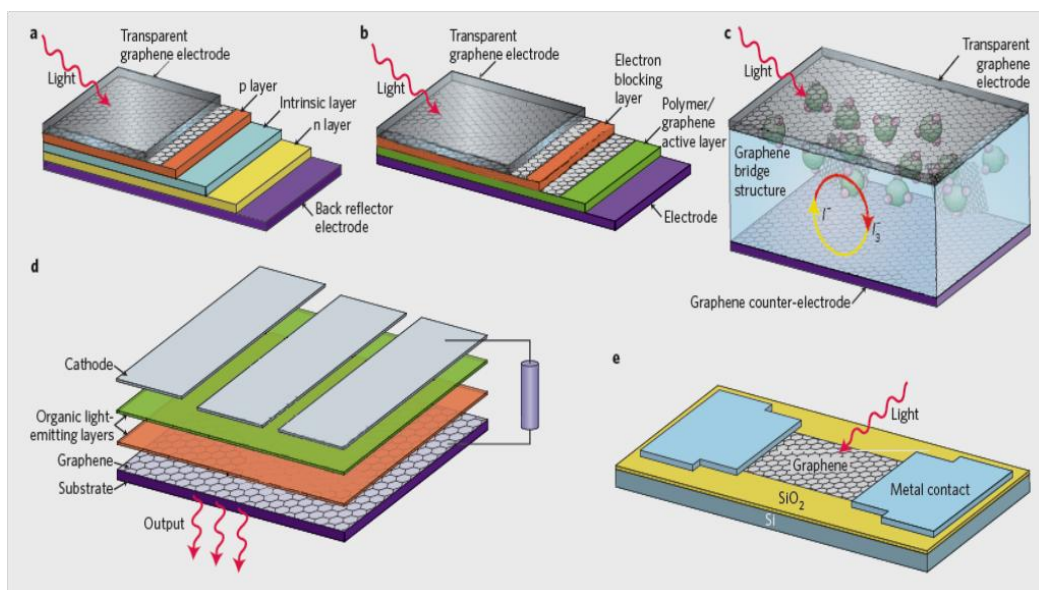 a
Transparent
graphene electrode
Light
p layer
Intrinsic layer
n layer
Back reflector
electrode
b
Transparent
graphene electrode
Light
Electron
blocking
layer
Polymer/
graphene
active layer
Electrode
c
Transparent
graphene
electrode
Light
Graphene
bridge
structure
I⁻
I₃⁻
Graphene counter-electrode
d
Cathode
Organic light-
emitting layers
Graphene
Substrate
Output
e
Light
Graphene
Metal contact
SiO₂
Si